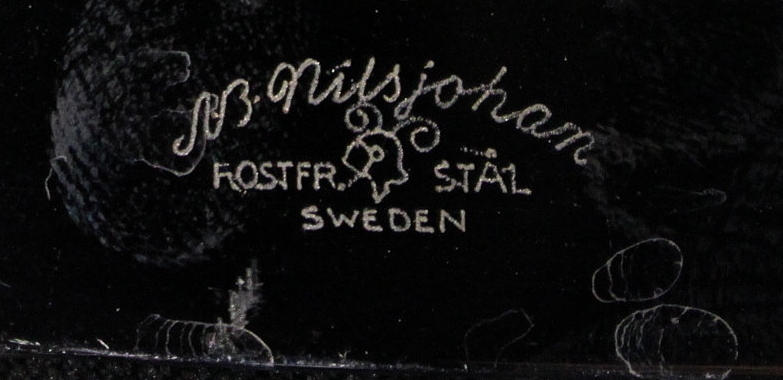 AB. Nilsjohan
ROSTFR. STÅL
SWEDEN